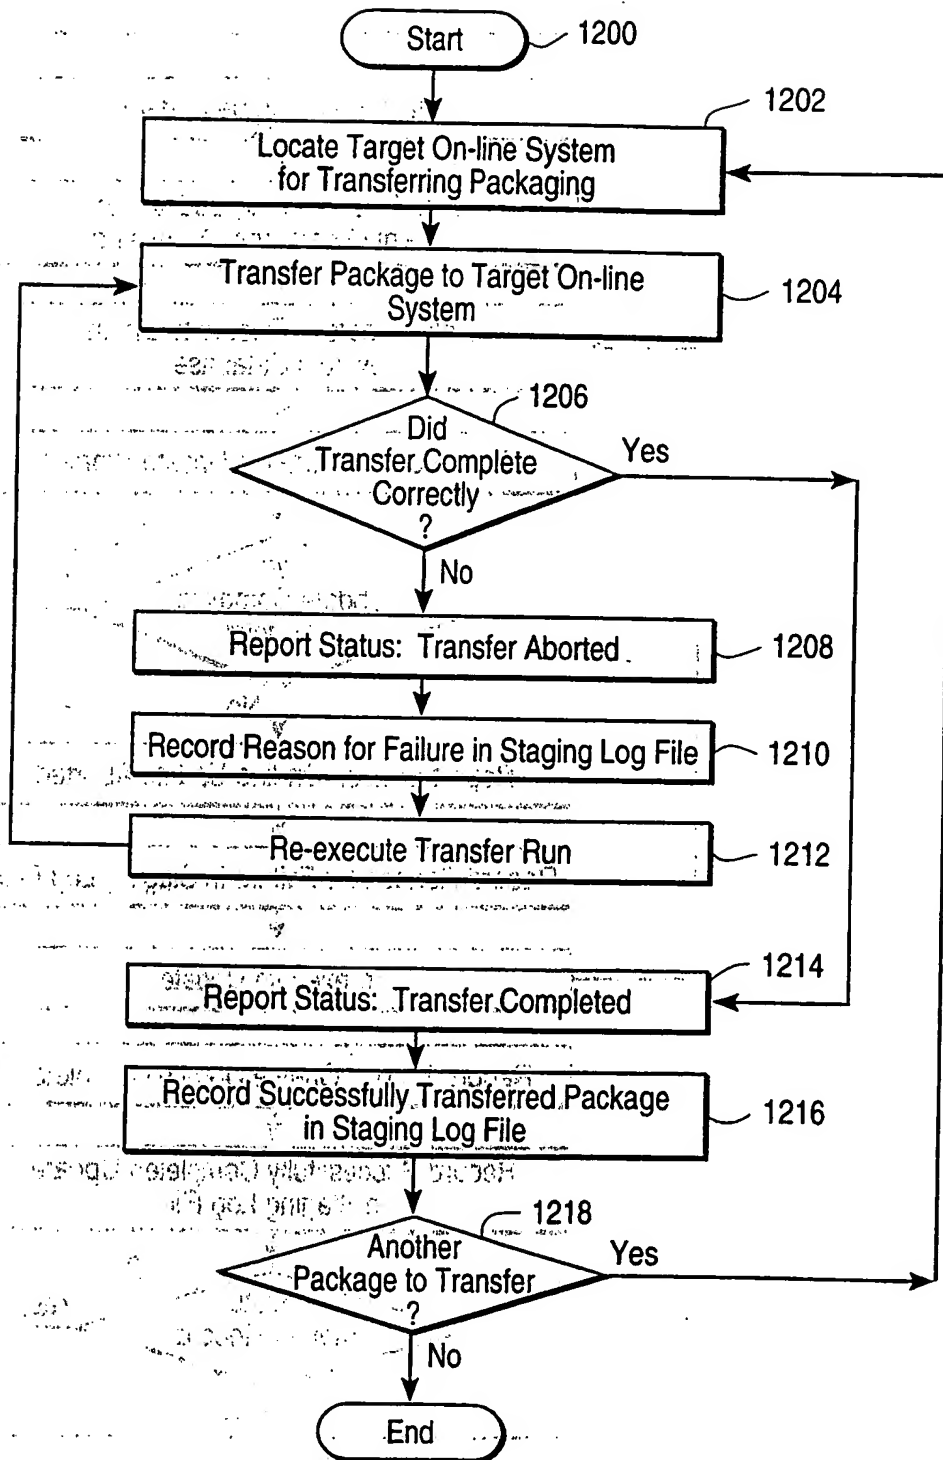 Start
1200
1202
Locate Target On-line System
for Transferring Packaging
Transfer Package to Target On-line
System
1204
1206
Did
Transfer Complete
Correctly
?
Yes
No
Report Status: Transfer Aborted
1208
Record Reason for Failure in Staging Log File
1210
Re-execute Transfer Run
1212
1214
Report Status: Transfer Completed
Record Successfully Transferred Package
in Staging Log File
1216
1218
Another
Package to Transfer
?
Yes
No
End